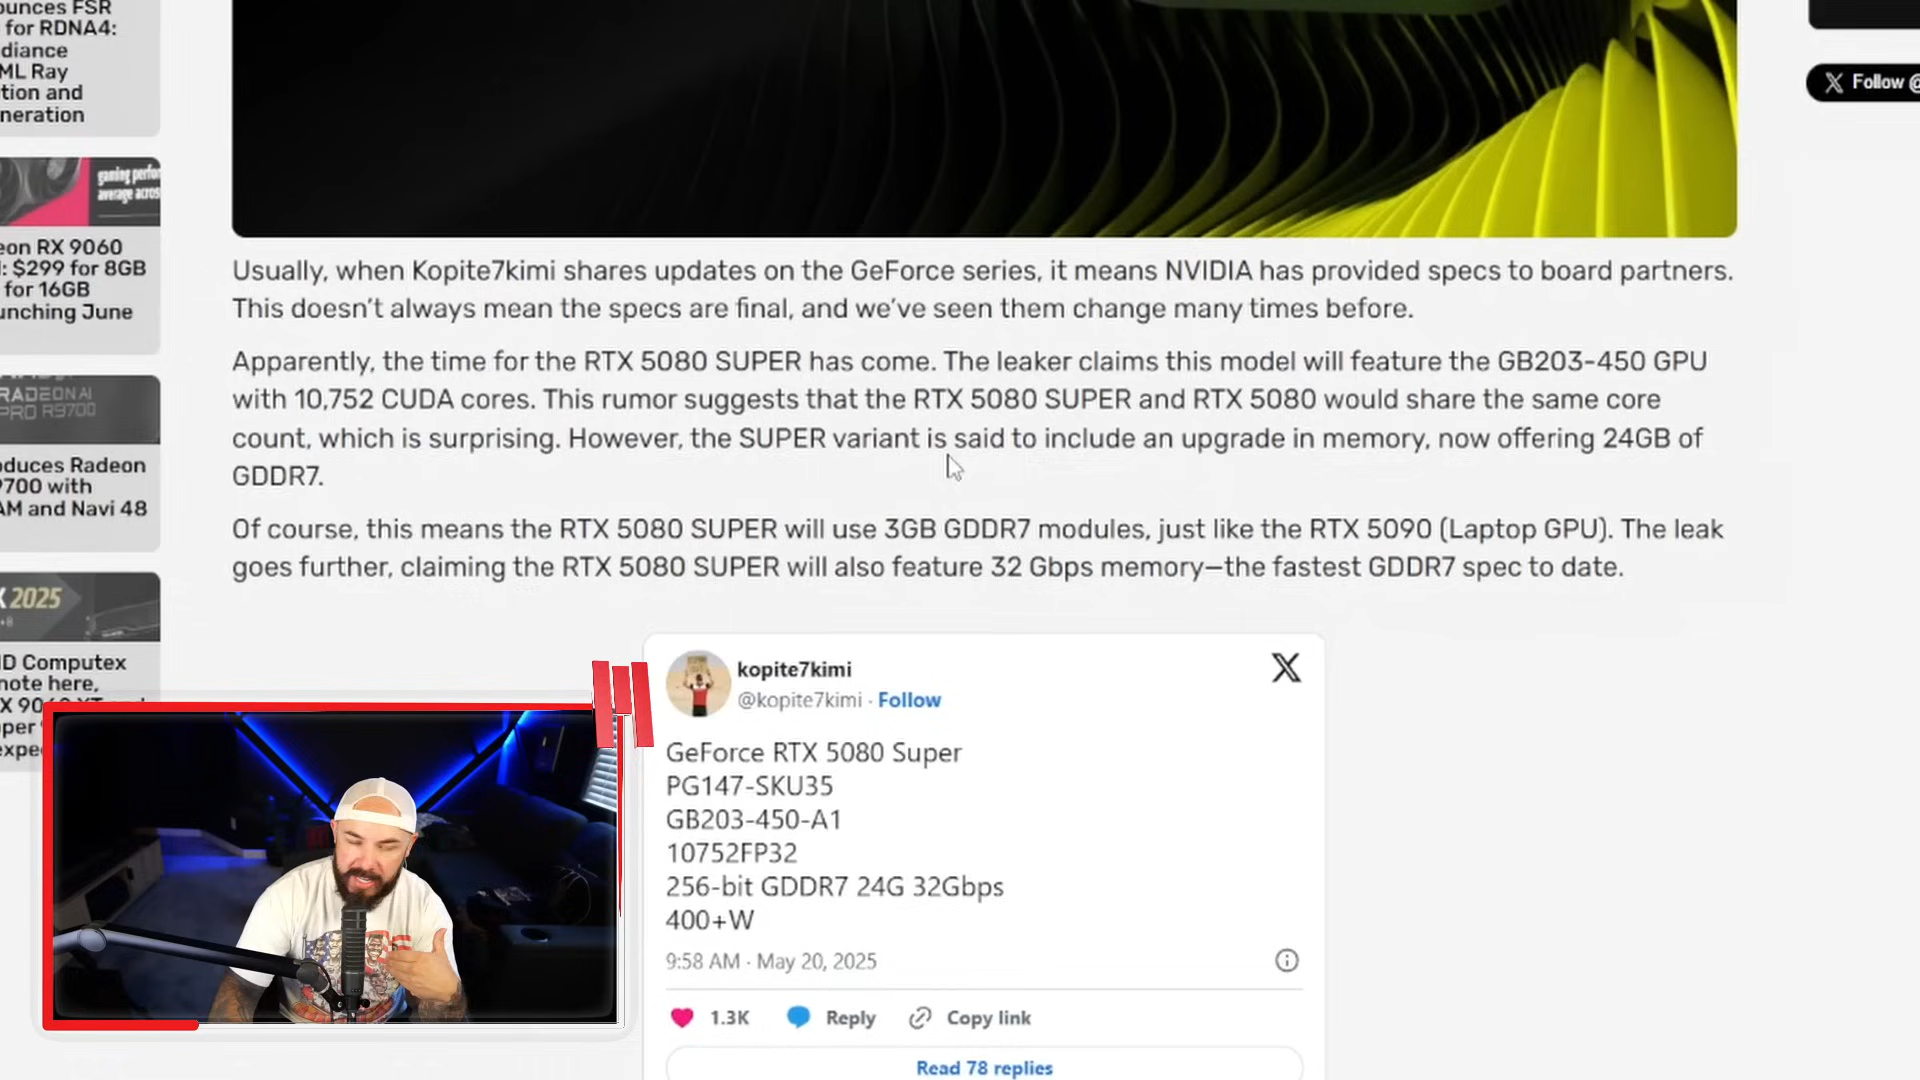 ounces FSR
for RDNA4:
diance
ML Ray
tion and
neration
gaming perfo
average acros
eon RX 9060
: $299 for 8GB
for 16GB
unching June
RADEON AI
PRO R9700
oduces Radeon
9700 with
AM and Navi 48
X 2025
D Computex
note here,
X 9060 XT and
per
expe
Follow @
Usually, when Kopite7kimi shares updates on the GeForce series, it means NVIDIA has provided specs to board partners.
This doesn't always mean the specs are final, and we've seen them change many times before.
Apparently, the time for the RTX 5080 SUPER has come. The leaker claims this model will feature the GB203-450 GPU
with 10,752 CUDA cores. This rumor suggests that the RTX 5080 SUPER and RTX 5080 would share the same core
count, which is surprising. However, the SUPER variant is said to include an upgrade in memory, now offering 24GB of
GDDR7.
Of course, this means the RTX 5080 SUPER will use 3GB GDDR7 modules, just like the RTX 5090 (Laptop GPU). The leak
goes further, claiming the RTX 5080 SUPER will also feature 32 Gbps memory—the fastest GDDR7 spec to date.
kopite7kimi
@kopite7kimi · Follow
GeForce RTX 5080 Super
PG147-SKU35
GB203-450-A1
10752FP32
256-bit GDDR7 24G 32Gbps
400+W
9:58 AM · May 20, 2025
1.3K Reply Copy link
Read 78 replies